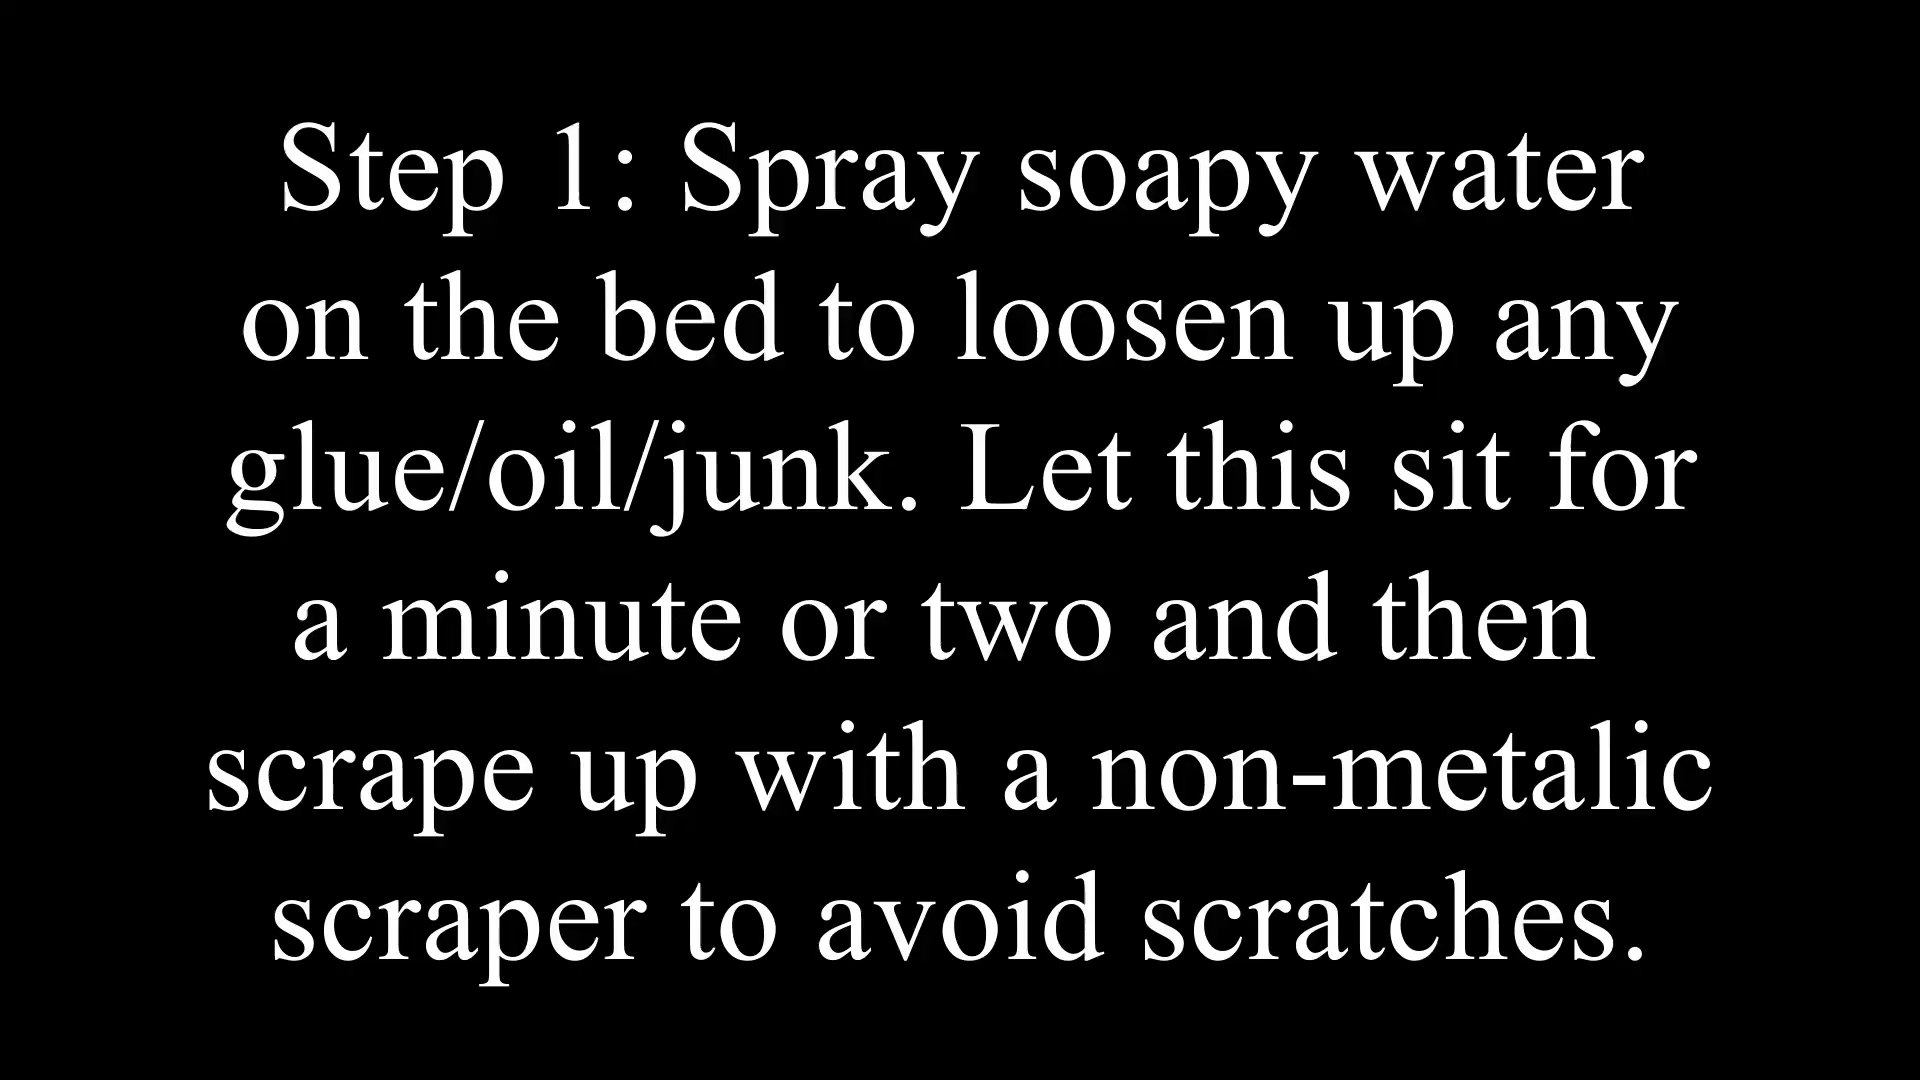 Step 1: Spray soapy water
on the bed to loosen up any
glue/oil/junk. Let this sit for
a minute or two and then
scrape up with a non-metalic
scraper to avoid scratches.